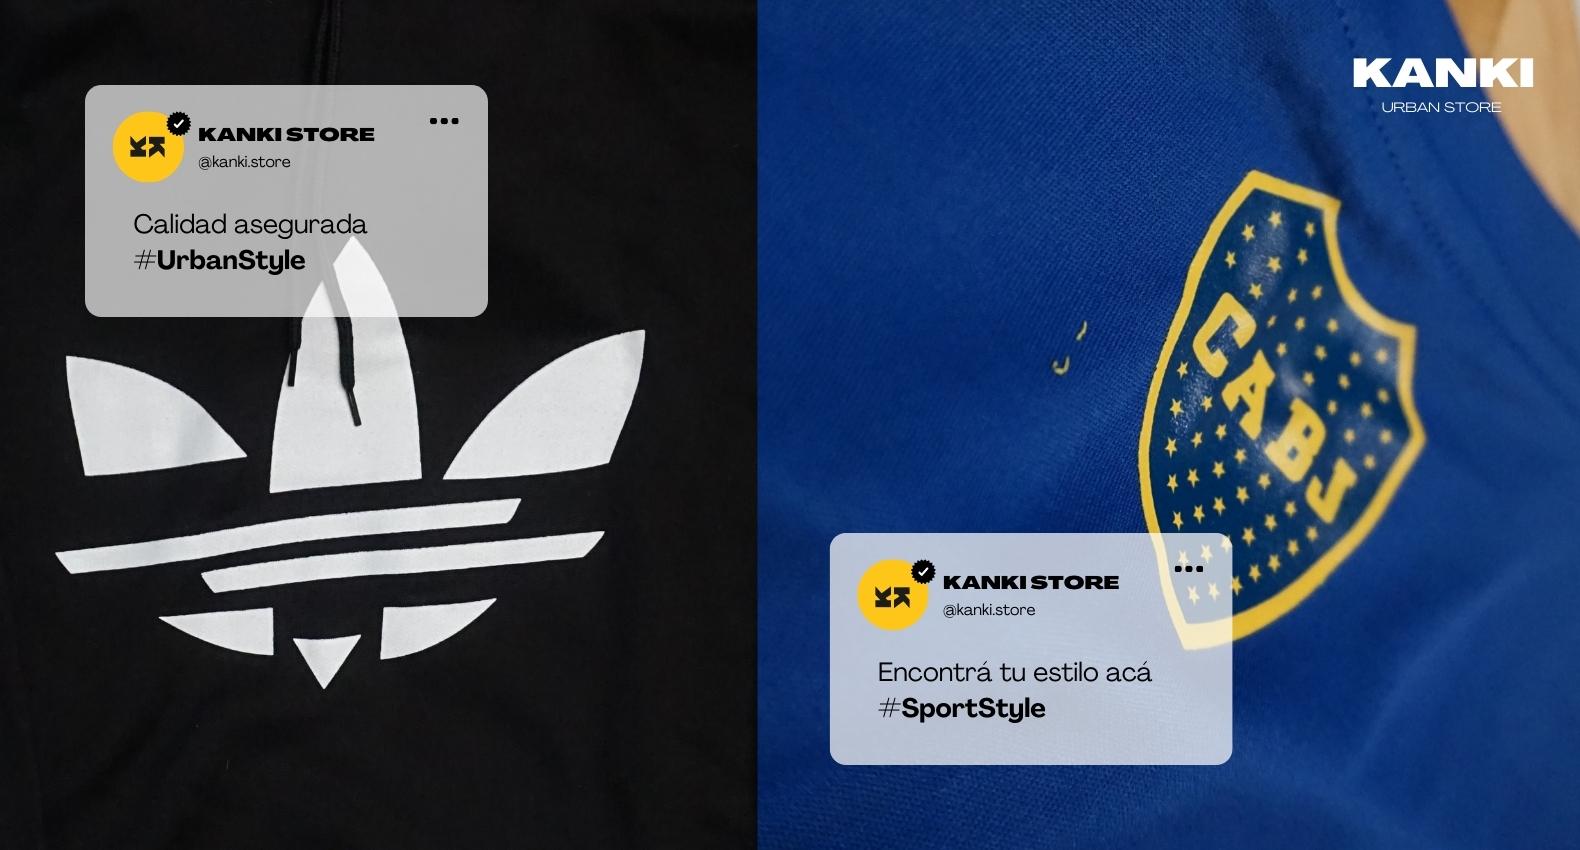 KANKI STORE
@kanki.store
Calidad asegurada
#UrbanStyle
KANKI
URBAN STORE
CABJ
KANKI STORE
@kanki.store
Encontrá tu estilo acá
#SportStyle